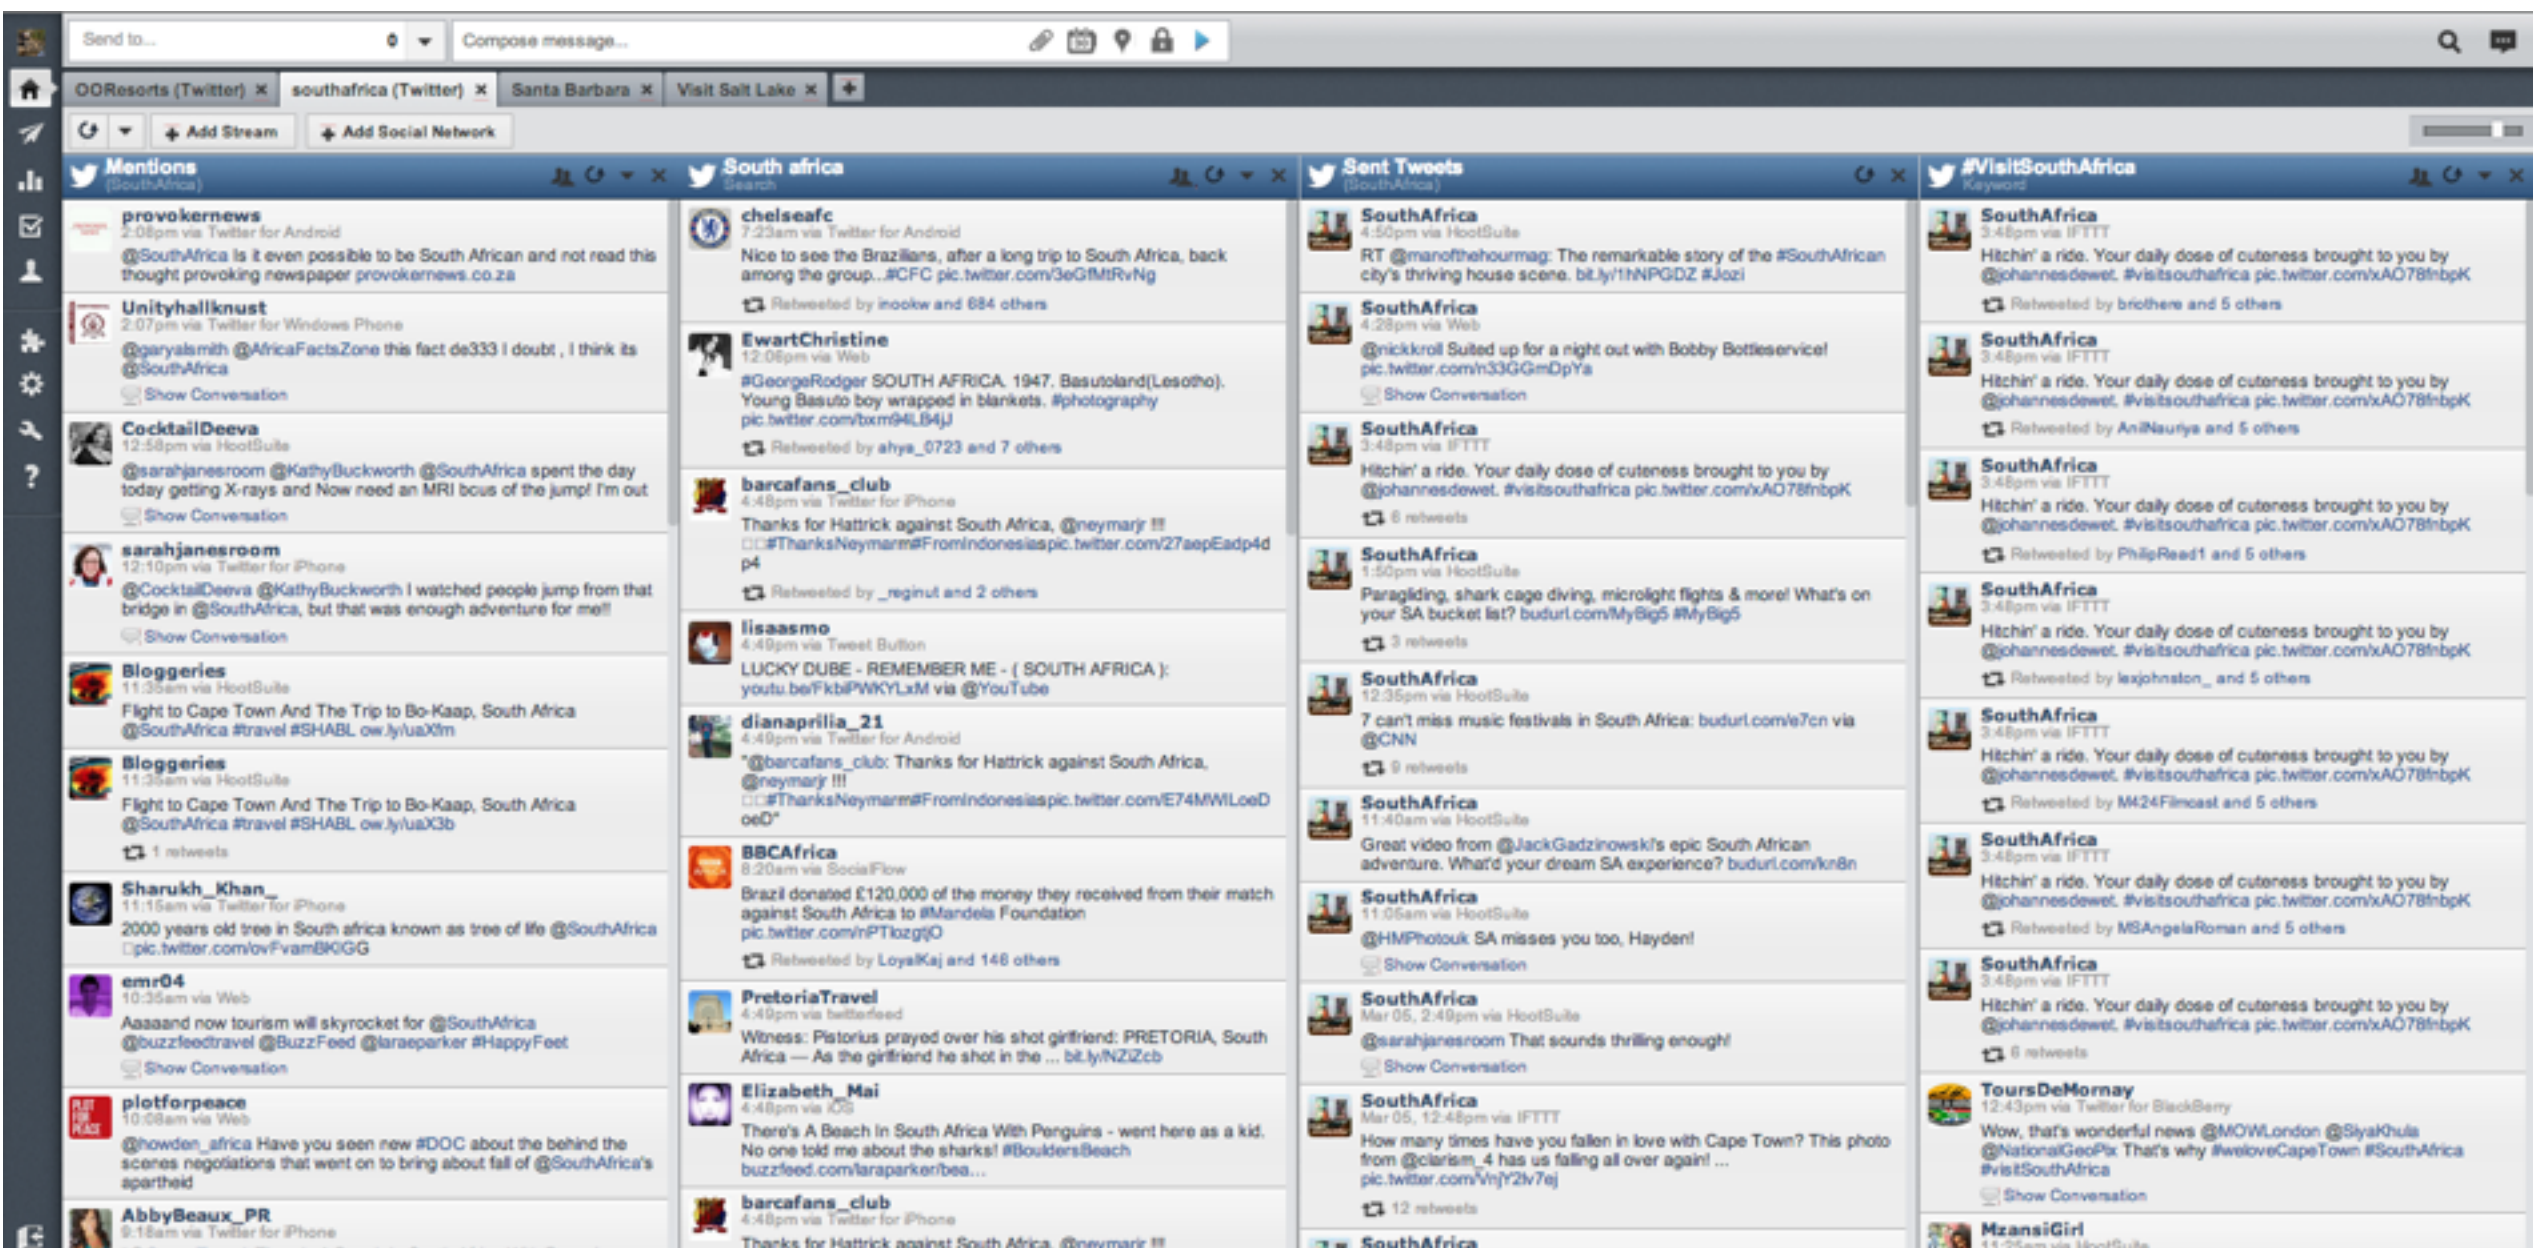 Send to...
Compose message...
OOResorts (Twitter) ×
southafrica (Twitter) ×
Santa Barbara ×
Visit Salt Lake ×
Add Stream
Add Social Network
Mentions
(SouthAfrica)
provokernews
2:08pm via Twitter for Android
@SouthAfrica Is it even possible to be South African and not read this
thought provoking newspaper provokernews.co.za
Unityhallknust
2:07pm via Twitter for Windows Phone
@garyalsmith @AfricaFactsZone this fact de333 I doubt , I think its
@SouthAfrica
Show Conversation
CocktailDeeva
12:58pm via HootSuite
@sarahjanesroom @KathyBuckworth @SouthAfrica spent the day
today getting X-rays and Now need an MRI bcus of the jump! I'm out
Show Conversation
sarahjanesroom
12:10pm via Twitter for iPhone
@CocktailDeeva @KathyBuckworth I watched people jump from that
bridge in @SouthAfrica, but that was enough adventure for me!!
Show Conversation
Bloggeries
11:35am via HootSuite
Flight to Cape Town And The Trip to Bo-Kaap, South Africa
@SouthAfrica #travel #SHABL ow.ly/uaXfm
Bloggeries
11:35am via HootSuite
Flight to Cape Town And The Trip to Bo-Kaap, South Africa
@SouthAfrica #travel #SHABL ow.ly/uaX3b
1 retweets
Sharukh_Khan_
11:15am via Twitter for iPhone
2000 years old tree in South africa known as tree of life @SouthAfrica
pic.twitter.com/ovFvamBKIGG
emr04
10:35am via Web
Aaaaand now tourism will skyrocket for @SouthAfrica
@buzzfeedtravel @BuzzFeed @laraeparker #HappyFeet
Show Conversation
plotforpeace
10:08am via Web
@howden_africa Have you seen new #DOC about the behind the
scenes negotiations that went on to bring about fall of @SouthAfrica's
apartheid
AbbyBeaux_PR
9:18am via Twitter for iPhone
South africa
Search
chelseafc
7:23am via Twitter for Android
Nice to see the Brazilians, after a long trip to South Africa, back
among the group...#CFC pic.twitter.com/3eGfMtRvNg
Retweeted by inookw and 684 others
EwartChristine
12:06pm via Web
#GeorgeRodger SOUTH AFRICA. 1947. Basutoland(Lesotho).
Young Basuto boy wrapped in blankets. #photography
pic.twitter.com/bxm94LB4jJ
Retweeted by ahya_0723 and 7 others
barcafans_club
4:48pm via Twitter for iPhone
Thanks for Hattrick against South Africa, @neymarjr !!!
□□#ThanksNeymarm#FromIndonesiaspic.twitter.com/27aepEadp4d
p4
Retweeted by _reginut and 2 others
lisaasmo
4:49pm via Tweet Button
LUCKY DUBE - REMEMBER ME - ( SOUTH AFRICA ):
youtu.be/FkbiPWKYLxM via @YouTube
dianaprilia_21
4:49pm via Twitter for Android
"@barcafans_club: Thanks for Hattrick against South Africa,
@neymarjr !!!
□□#ThanksNeymarm#FromIndonesiaspic.twitter.com/E74MWILoeD
oeD"
BBCAfrica
8:20am via SocialFlow
Brazil donated £120,000 of the money they received from their match
against South Africa to #Mandela Foundation
pic.twitter.com/nPTlozgtjO
Retweeted by LoyalKaj and 146 others
PretoriaTravel
4:49pm via twitterfeed
Witness: Pistorius prayed over his shot girlfriend: PRETORIA, South
Africa — As the girlfriend he shot in the ... bit.ly/NZiZcb
Elizabeth_Mai
4:48pm via iOS
There's A Beach In South Africa With Penguins - went here as a kid.
No one told me about the sharks! #BouldersBeach
buzzfeed.com/laraparker/bea...
barcafans_club
4:48pm via Twitter for iPhone
Thanks for Hattrick against South Africa, @neymarjr !!!
Sent Tweets
(SouthAfrica)
SouthAfrica
4:50pm via HootSuite
RT @manofthehourmag: The remarkable story of the #SouthAfrican
city's thriving house scene. bit.ly/1hNPGDZ #Jozi
SouthAfrica
4:28pm via Web
@nickkroll Suited up for a night out with Bobby Bottleservice!
pic.twitter.com/n33GGmDpYa
Show Conversation
SouthAfrica
3:48pm via IFTTT
Hitchin' a ride. Your daily dose of cuteness brought to you by
@johannesdewet. #visitsouthafrica pic.twitter.com/xAO78fnbpK
6 retweets
SouthAfrica
1:50pm via HootSuite
Paragliding, shark cage diving, microlight flights & more! What's on
your SA bucket list? budurl.com/MyBig5 #MyBig5
3 retweets
SouthAfrica
12:35pm via HootSuite
7 can't miss music festivals in South Africa: budurl.com/e7cn via
@CNN
9 retweets
SouthAfrica
11:40am via HootSuite
Great video from @JackGadzinowski's epic South African
adventure. What'd your dream SA experience? budurl.com/kn8n
SouthAfrica
11:05am via HootSuite
@HMPhotouk SA misses you too, Hayden!
Show Conversation
SouthAfrica
Mar 05, 2:49pm via HootSuite
@sarahjanesroom That sounds thrilling enough!
Show Conversation
SouthAfrica
Mar 05, 12:48pm via IFTTT
How many times have you fallen in love with Cape Town? This photo
from @clarism_4 has us falling all over again! ...
pic.twitter.com/VnjY2lv7ej
12 retweets
SouthAfrica
#VisitSouthAfrica
Keyword
SouthAfrica
3:48pm via IFTTT
Hitchin' a ride. Your daily dose of cuteness brought to you by
@johannesdewet. #visitsouthafrica pic.twitter.com/xAO78fnbpK
Retweeted by briothere and 5 others
SouthAfrica
3:48pm via IFTTT
Hitchin' a ride. Your daily dose of cuteness brought to you by
@johannesdewet. #visitsouthafrica pic.twitter.com/xAO78fnbpK
Retweeted by AnilNauriya and 5 others
SouthAfrica
3:48pm via IFTTT
Hitchin' a ride. Your daily dose of cuteness brought to you by
@johannesdewet. #visitsouthafrica pic.twitter.com/xAO78fnbpK
Retweeted by PhilipRead1 and 5 others
SouthAfrica
3:48pm via IFTTT
Hitchin' a ride. Your daily dose of cuteness brought to you by
@johannesdewet. #visitsouthafrica pic.twitter.com/xAO78fnbpK
Retweeted by lexjohnston_ and 5 others
SouthAfrica
3:48pm via IFTTT
Hitchin' a ride. Your daily dose of cuteness brought to you by
@johannesdewet. #visitsouthafrica pic.twitter.com/xAO78fnbpK
Retweeted by M424Filmcast and 5 others
SouthAfrica
3:48pm via IFTTT
Hitchin' a ride. Your daily dose of cuteness brought to you by
@johannesdewet. #visitsouthafrica pic.twitter.com/xAO78fnbpK
Retweeted by MSAngelaRoman and 5 others
SouthAfrica
3:48pm via IFTTT
Hitchin' a ride. Your daily dose of cuteness brought to you by
@johannesdewet. #visitsouthafrica pic.twitter.com/xAO78fnbpK
6 retweets
ToursDeMornay
12:43pm via Twitter for BlackBerry
Wow, that's wonderful news @MOWLondon @SiyaKhula
@NationalGeoPix That's why #weloveCapeTown #SouthAfrica
#visitSouthAfrica
Show Conversation
MzansiGirl
11:25am via HootSuite